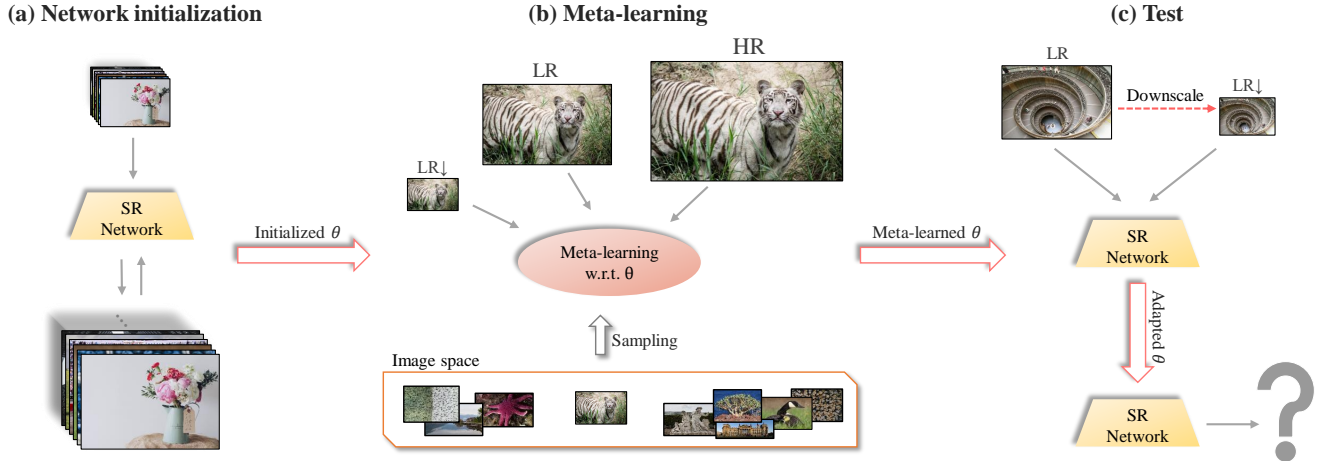 (a) Network initialization
(b) Meta-learning
(c) Test
SR
Network
Initialized θ
LR↓
LR
HR
Meta-learning
w.r.t. θ
Sampling
Image space
Meta-learned θ
LR
Downscale
LR↓
SR
Network
Adapted θ
SR
Network
?